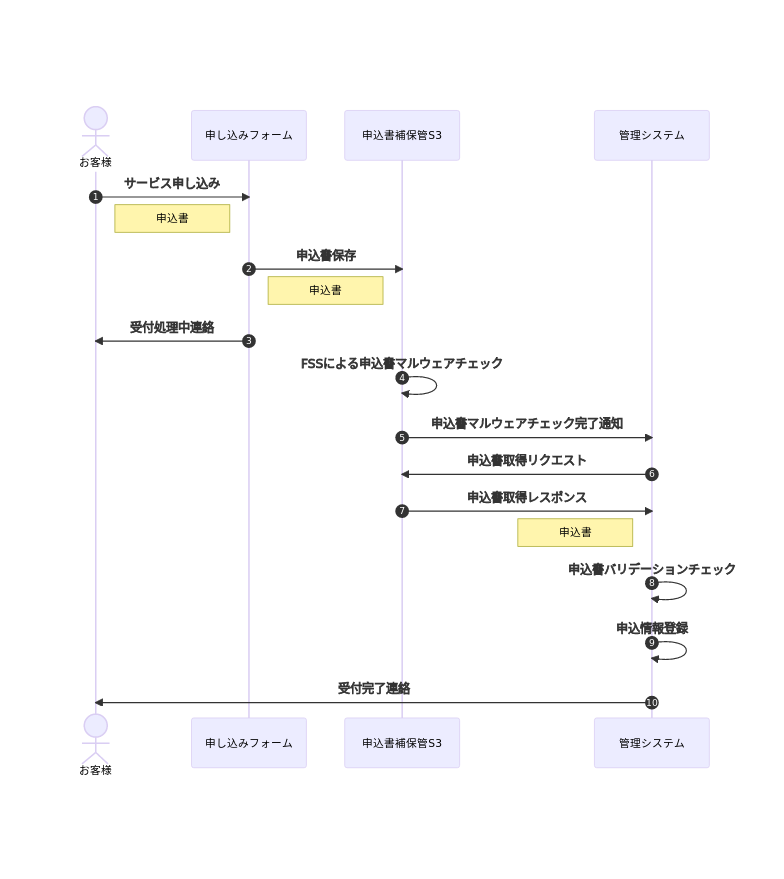 お客様
申し込みフォーム
申込書補保管S3
管理システム
サービス申し込み
1
申込書
申込書保存
2
申込書
受付処理中連絡
3
FSSによる申込書マルウェアチェック
4
申込書マルウェアチェック完了通知
5
申込書取得リクエスト
6
申込書取得レスポンス
7
申込書
申込書バリデーションチェック
8
申込情報登録
9
受付完了連絡
10
お客様
申し込みフォーム
申込書補保管S3
管理システム